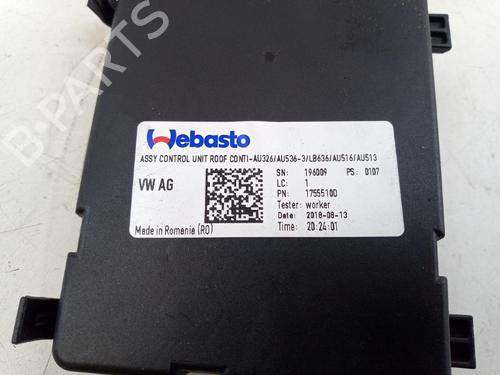 B-PARTS
Webasto
ASSY CONTROL UNIT ROOF CONTI-AU326/AU536-3/LB636/AU516/AU513
VW AG
SN: 196009 PS: 0107
LC: 1
PN: 1755510D
Tester: worker
Date: 2018-08-13
Time: 20:24:01
Made in Romania (RO)